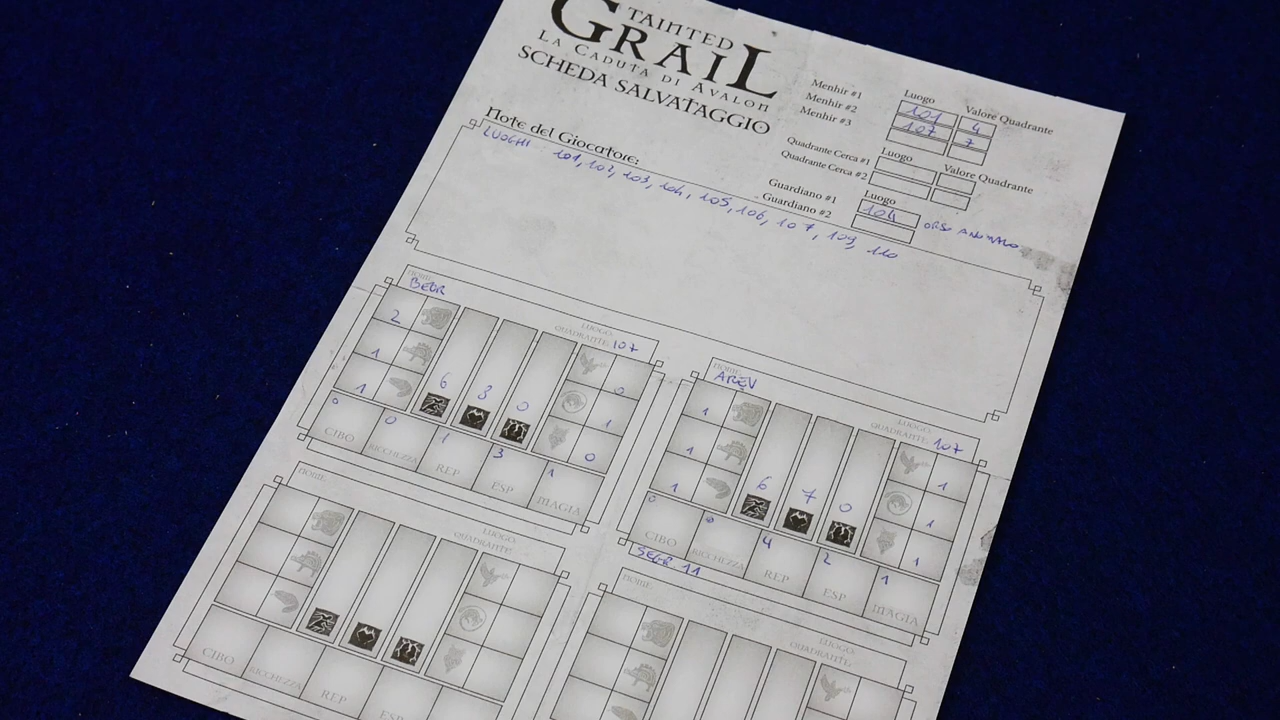 TAINTED
GRAIL
LA CADUTA DI AVALON
SCHEDA SALVATAGGIO
Luogo Valore Quadrante
Menhir #1 101 4
Menhir #2 107 7
Menhir #3
Luogo Valore Quadrante
Quadrante Cerca #1
Quadrante Cerca #2
Luogo
Guardiano #1 104
Guardiano #2
ORSO ANOMALO
Note del Giocatore:
LUOGHI 101, 102, 103, 104, 105, 106, 107, 109, 110
NOME:
BEOR
LUOGO
QUADRANTE: 107
2
1
1
6 8 0
0
1
0
0 0 1 3 1
CIBO RICCHEZZA REP ESP MAGIA
NOME:
AREV
LUOGO
QUADRANTE: 107
1
1
1
6 7 0
1
1
1
0 0 4 2 1
CIBO RICCHEZZA REP ESP MAGIA
SEGR. 11
NOME:
LUOGO
QUADRANTE:
CIBO RICCHEZZA REP ESP MAGIA
NOME:
LUOGO
QUADRANTE: